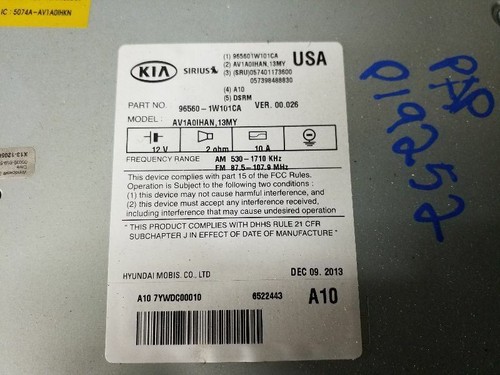 IC : 5074A-AV1A0IHKN
KIA SIRIUS
(1) 965601W101CA
(2) AV1A0IHAN,13MY
(3) (SRU)057401173600
057398488830
(4) A10
(5) DSRM
USA
PART NO. 96560-1W101CA VER. 00.026
MODEL : AV1A0IHAN,13MY
12 V 2 ohm 10 A
FREQUENCY RANGE AM 530-1710 KHz
FM 87.5-107.9 MHz
This device complies with part 15 of the FCC Rules.
Operation is Subject to the following two conditions :
(1) this device may not cause harmful interference, and
(2) this device must accept any interference received,
including interference that may cause undesired operation
" THIS PRODUCT COMPLIES WITH DHHS RULE 21 CFR
SUBCHAPTER J IN EFFECT OF DATE OF MANUFACTURE "
HYUNDAI MOBIS. CO., LTD DEC 09. 2013
A10 7YWDC00010 6522443 A10
P19252